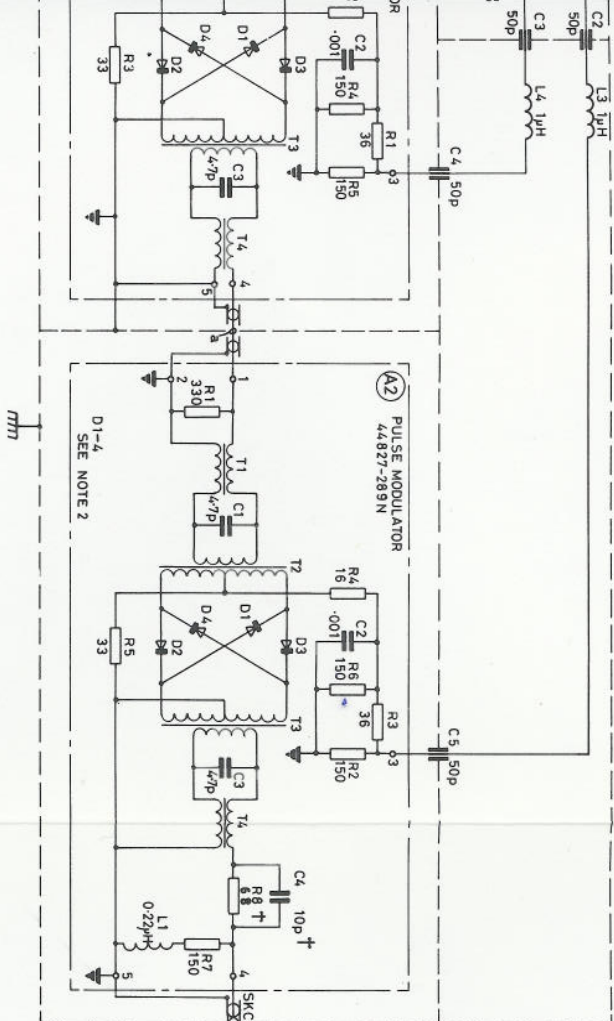 50p
C3
50p
C2
L4 1µH
L3 1µH
C4
50p
C5
50p
OR
·001
C2
R4
150
R1
36
R5
150
3
R3
33
D4
D1
D2
D3
T3
C3
4·7p
T4
5
4
a
A2
PULSE MODULATOR
44827-289N
2
1
R1
330
T1
C1
4·7p
T2
R4
16
·001
C2
R6
150
R3
36
R2
150
3
D4
D1
D2
D3
R5
33
T3
C3
4·7p
T4
C4
10p †
R8 †
68
L1
0·22µH
R7
150
5
4
SKC
D1-4
SEE NOTE 2